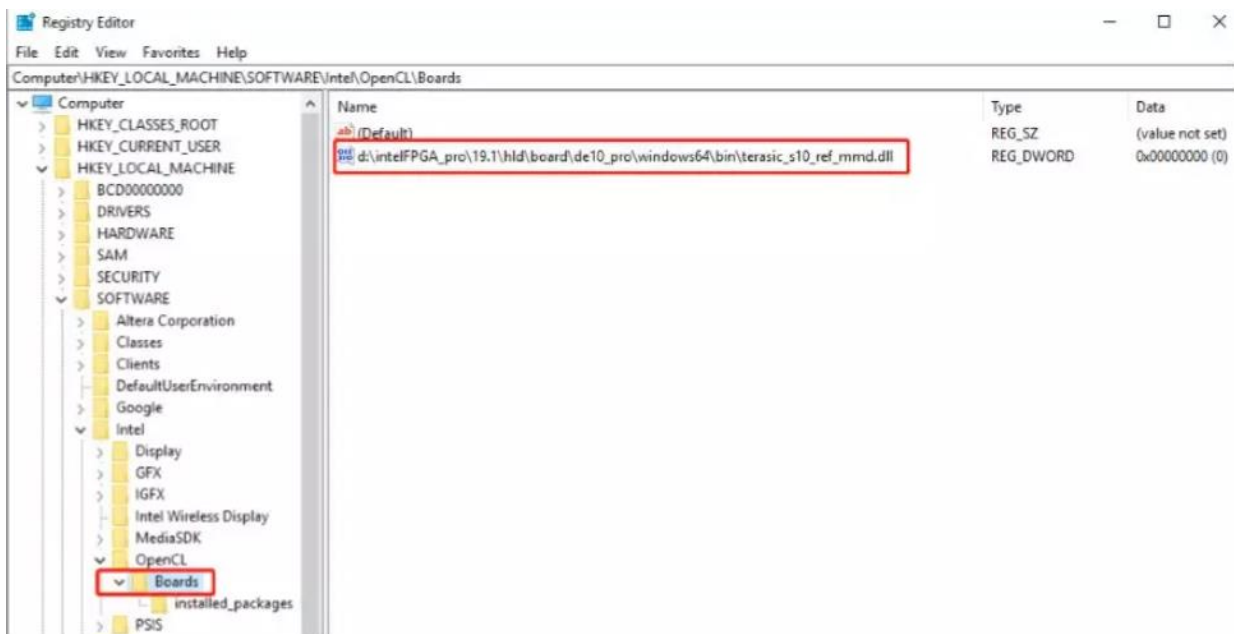 Registry Editor
File Edit View Favorites Help
Computer\HKEY_LOCAL_MACHINE\SOFTWARE\Intel\OpenCL\Boards
Computer
HKEY_CLASSES_ROOT
HKEY_CURRENT_USER
HKEY_LOCAL_MACHINE
BCD00000000
DRIVERS
HARDWARE
SAM
SECURITY
SOFTWARE
Altera Corporation
Classes
Clients
DefaultUserEnvironment
Google
Intel
Display
GFX
IGFX
Intel Wireless Display
MediaSDK
OpenCL
Boards
installed_packages
PSIS
Name Type Data
ab (Default) REG_SZ (value not set)
d:\intelFPGA_pro\19.1\hld\board\de10_pro\windows64\bin\terasic_s10_ref_mmd.dll REG_DWORD 0x00000000 (0)